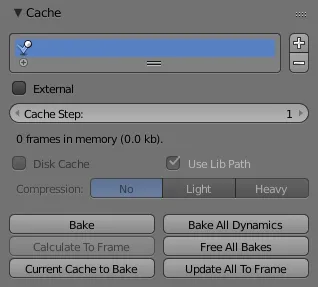 Cache
External
Cache Step: 1
0 frames in memory (0.0 kb).
Disk Cache Use Lib Path
Compression: No Light Heavy
Bake Bake All Dynamics
Calculate To Frame Free All Bakes
Current Cache to Bake Update All To Frame